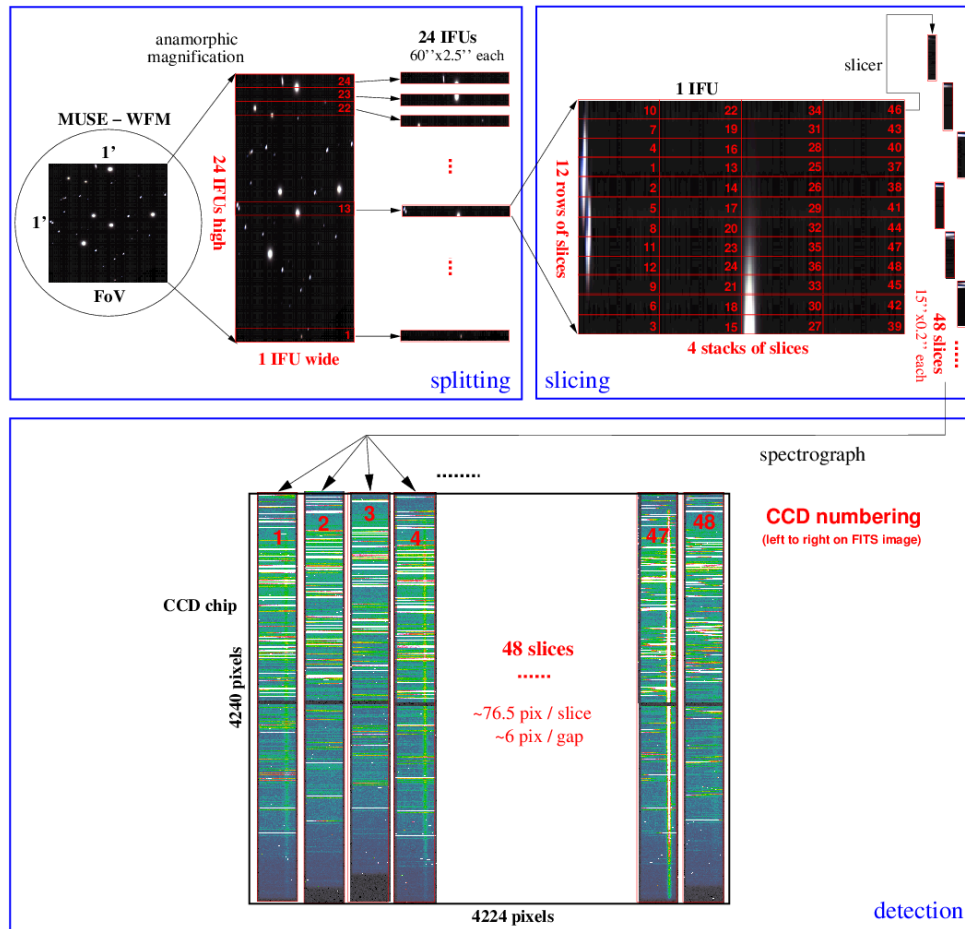 anamorphic
magnification
24 IFUs
60’’x2.5’’ each
24
23
22
13
1
MUSE – WFM
1’
1’
FoV
24 IFUs high
1 IFU wide
splitting
slicer
1 IFU
10 22 34 46
7 19 31 43
4 16 28 40
1 13 25 37
2 14 26 38
5 17 29 41
8 20 32 44
11 23 35 47
12 24 36 48
9 21 33 45
6 18 30 42
3 15 27 39
12 rows of slices
4 stacks of slices
48 slices
15’’x0.2’’ each
slicing
spectrograph
1 2 3 4 47 48
CCD numbering
(left to right on FITS image)
CCD chip
4240 pixels
48 slices
~76.5 pix / slice
~6 pix / gap
4224 pixels
detection